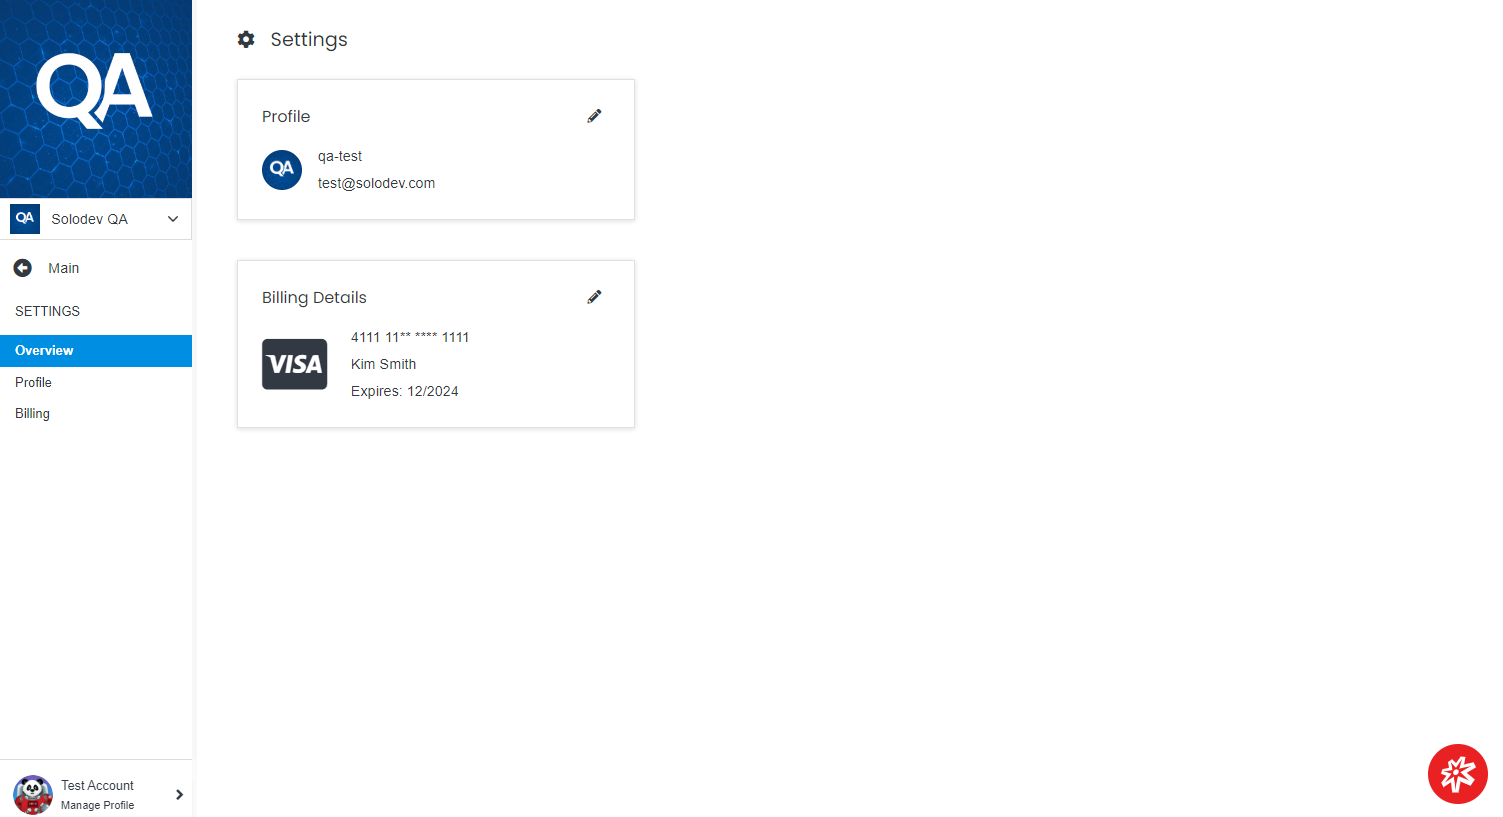 QA
QA
Solodev QA
Main
SETTINGS
Overview
Profile
Billing
Test Account
Manage Profile
Settings
Profile
QA
qa-test
test@solodev.com
Billing Details
VISA
4111 11** **** 1111
Kim Smith
Expires: 12/2024